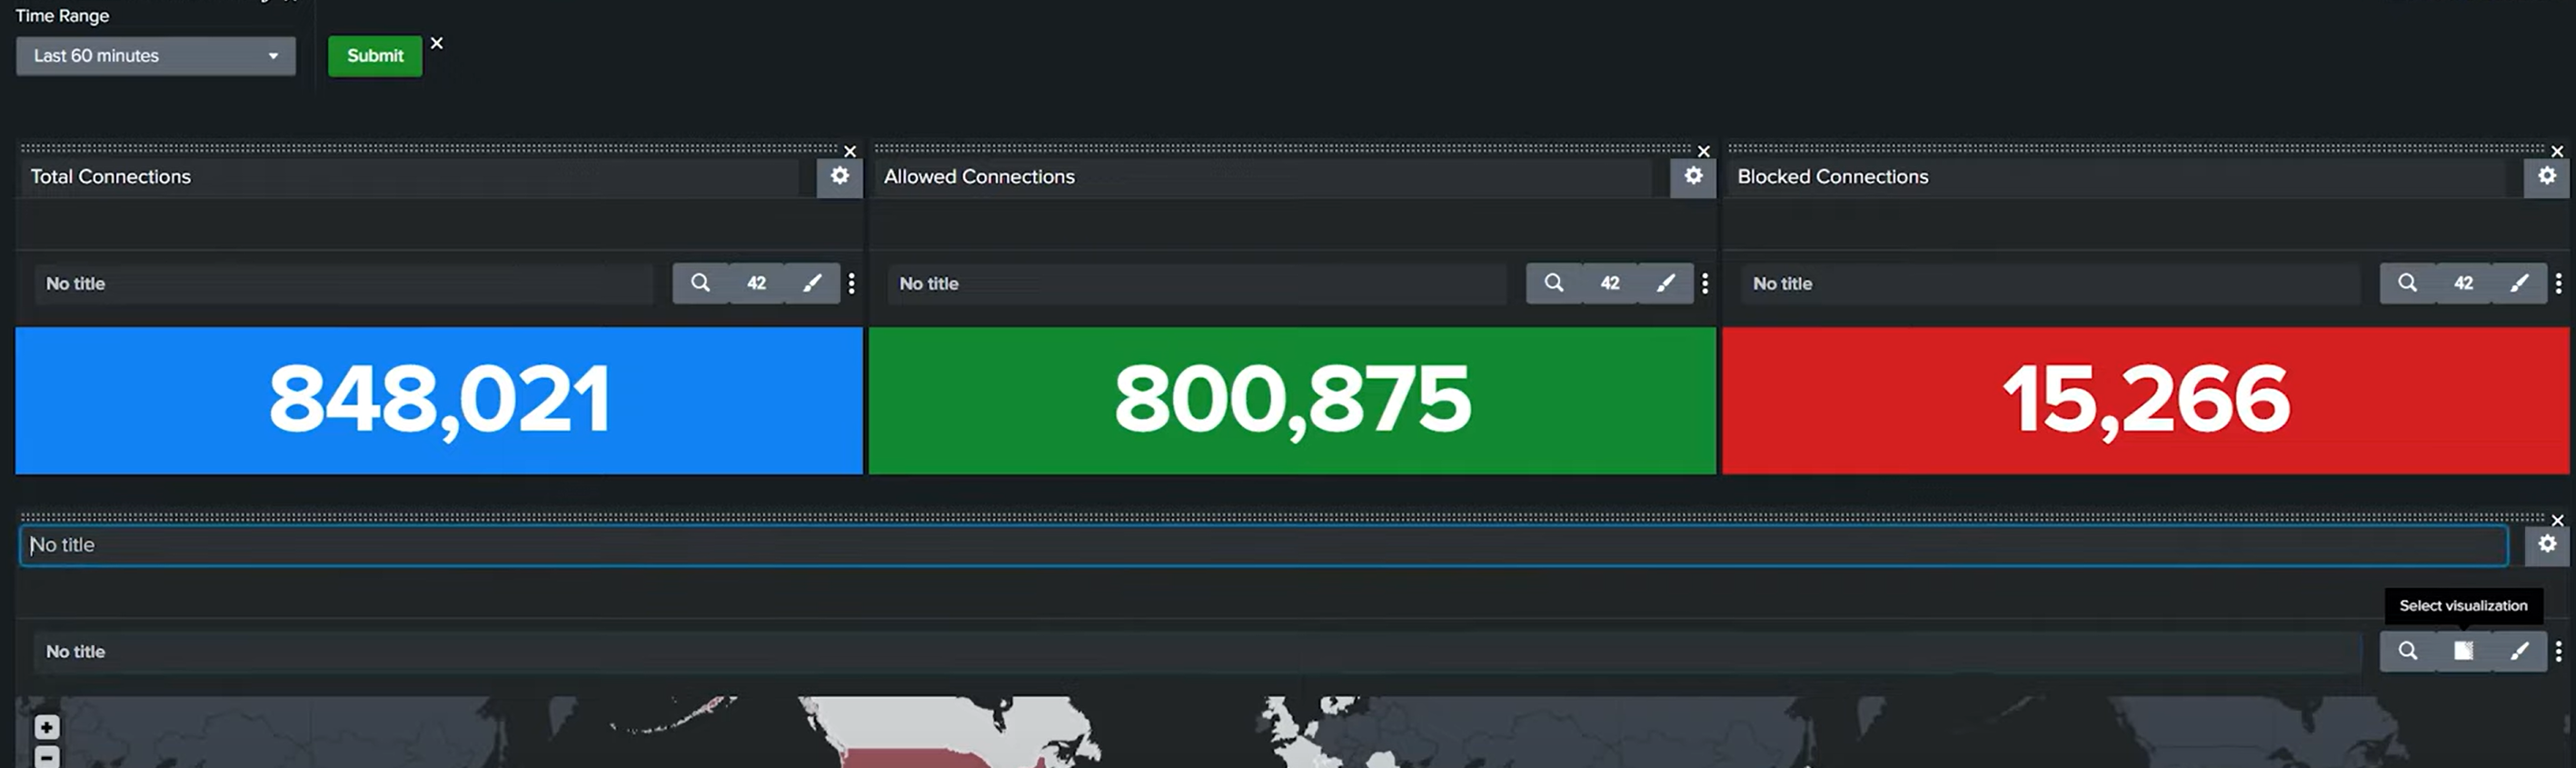 Time Range
Last 60 minutes
Submit
Total Connections
Allowed Connections
Blocked Connections
No title
42
No title
42
No title
42
848,021
800,875
15,266
No title
Select visualization
No title